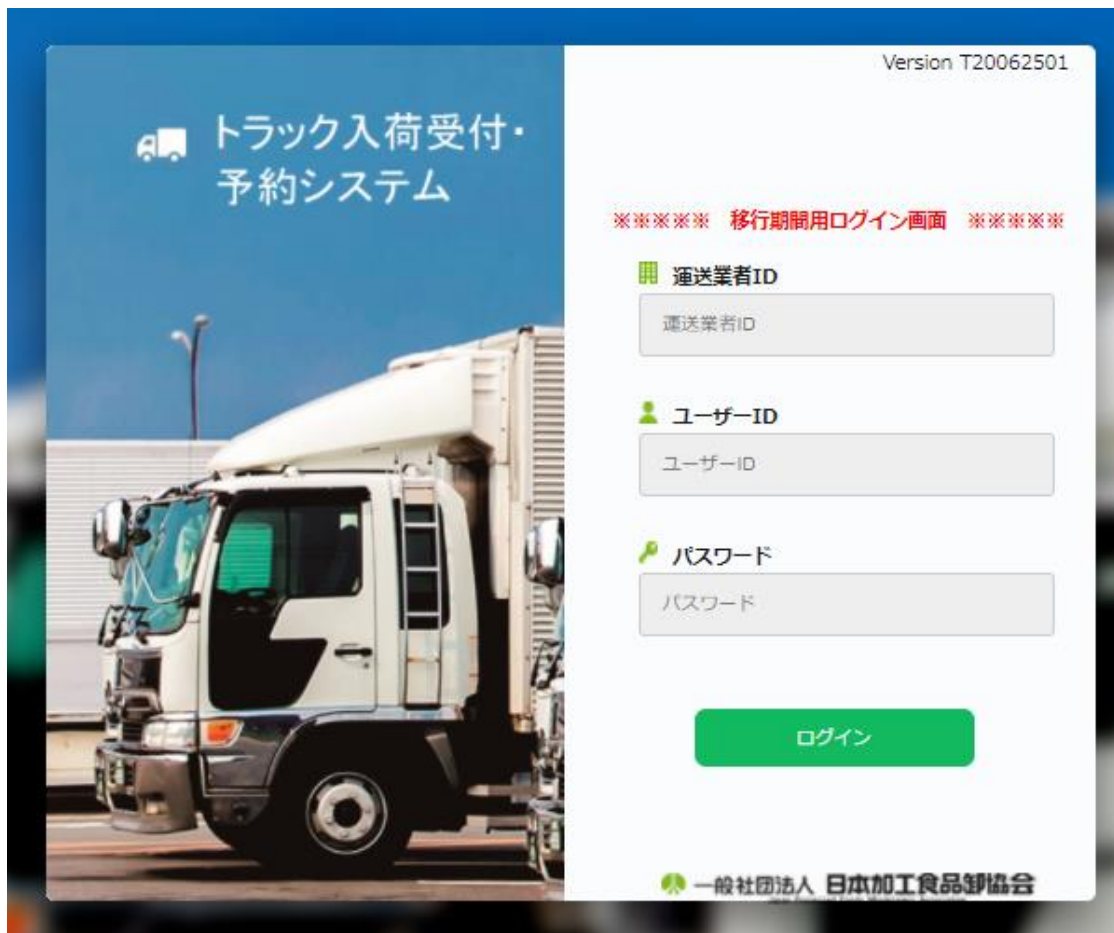 トラック入荷受付・
予約システム
Version T20062501
※※※※※ 移行期間用ログイン画面 ※※※※※
運送業者ID
運送業者ID
ユーザーID
ユーザーID
パスワード
パスワード
ログイン
一般社団法人 日本加工食品卸協会